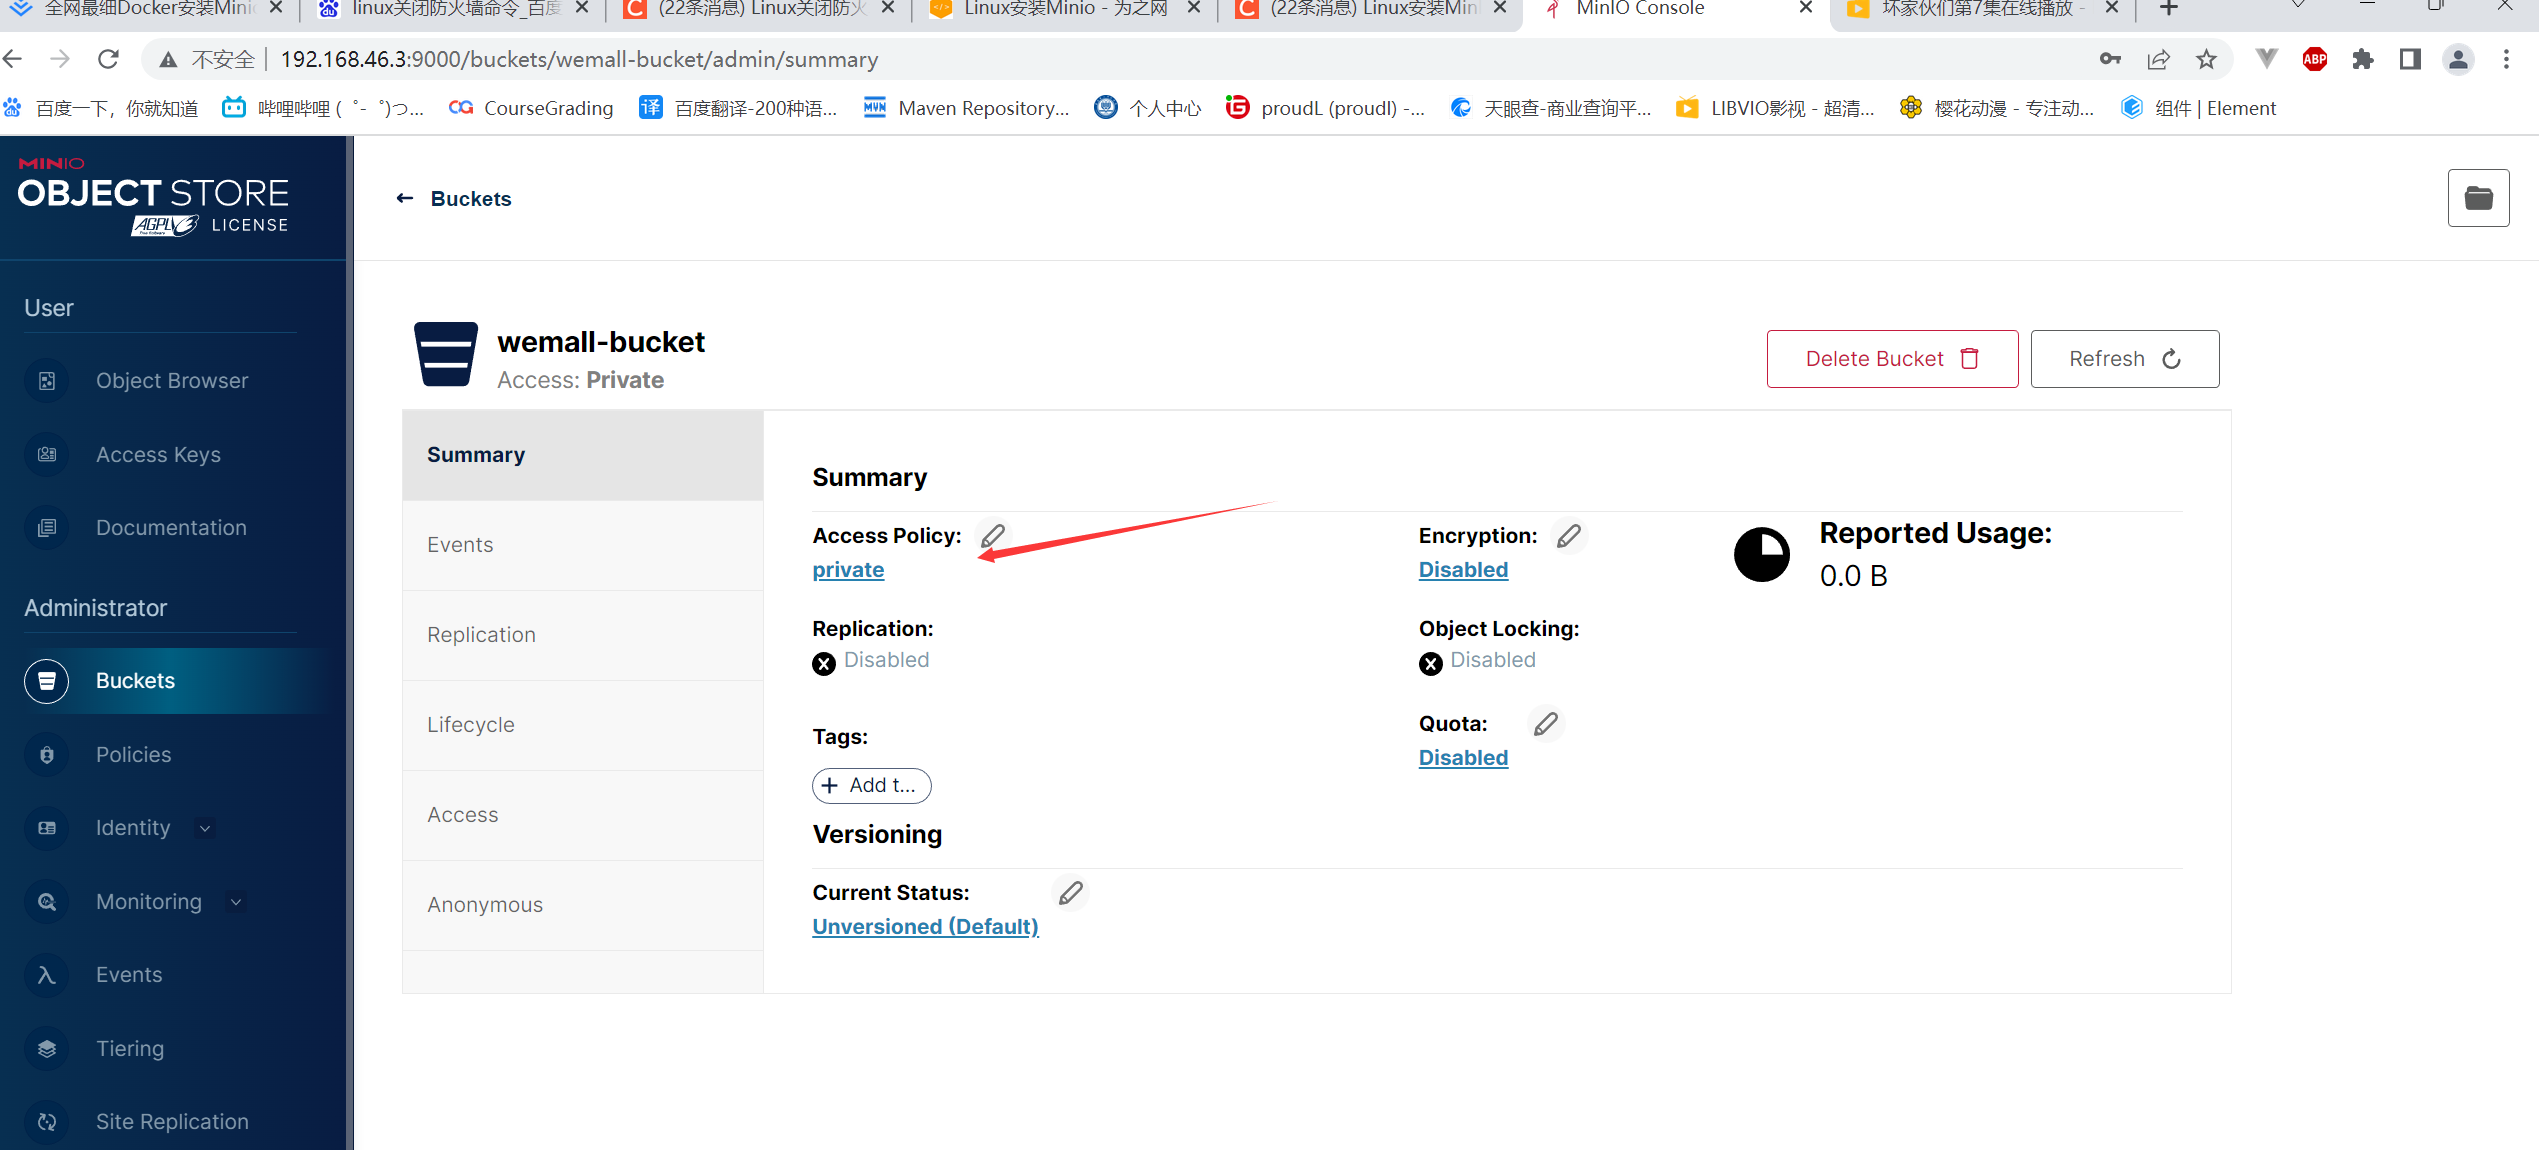 全网最细Docker安装Mini
linux关闭防火墙命令_百度
(22条消息) Linux关闭防火
Linux安装Minio - 为之网
(22条消息) Linux安装Min
MinIO Console
坏家伙们第7集在线播放 -
不安全
192.168.46.3:9000/buckets/wemall-bucket/admin/summary
ABP
百度一下，你就知道
哔哩哔哩 (゜-゜)つ...
CourseGrading
译
百度翻译-200种语...
MVN
Maven Repository...
个人中心
proudL (proudl) -...
天眼查-商业查询平...
LIBVIO影视 - 超清...
樱花动漫 - 专注动...
组件 | Element
MINIO
OBJECT STORE
AGPL v3 LICENSE
Buckets
User
Object Browser
Access Keys
Documentation
Administrator
Buckets
Policies
Identity
Monitoring
Events
Tiering
Site Replication
wemall-bucket
Access: Private
Delete Bucket
Refresh
Summary
Events
Replication
Lifecycle
Access
Anonymous
Summary
Access Policy:
private
Encryption:
Disabled
Reported Usage:
0.0 B
Replication:
Disabled
Object Locking:
Disabled
Tags:
Add t...
Quota:
Disabled
Versioning
Current Status:
Unversioned (Default)